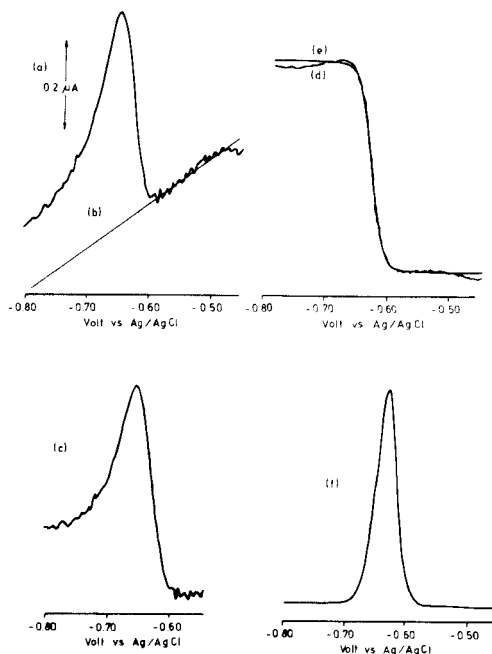 (a)
0.2 μA
(b)
-0.80 -0.70 -0.60 -0.50
Volt vs Ag/AgCl
(e)
(d)
-0.80 -0.70 -0.60 -0.50
Volt vs Ag/AgCl
(c)
-0.80 -0.70 -0.60
Volt vs Ag/AgCl
(f)
-0.80 -0.70 -0.60 -0.50
Volt vs Ag/AgCl